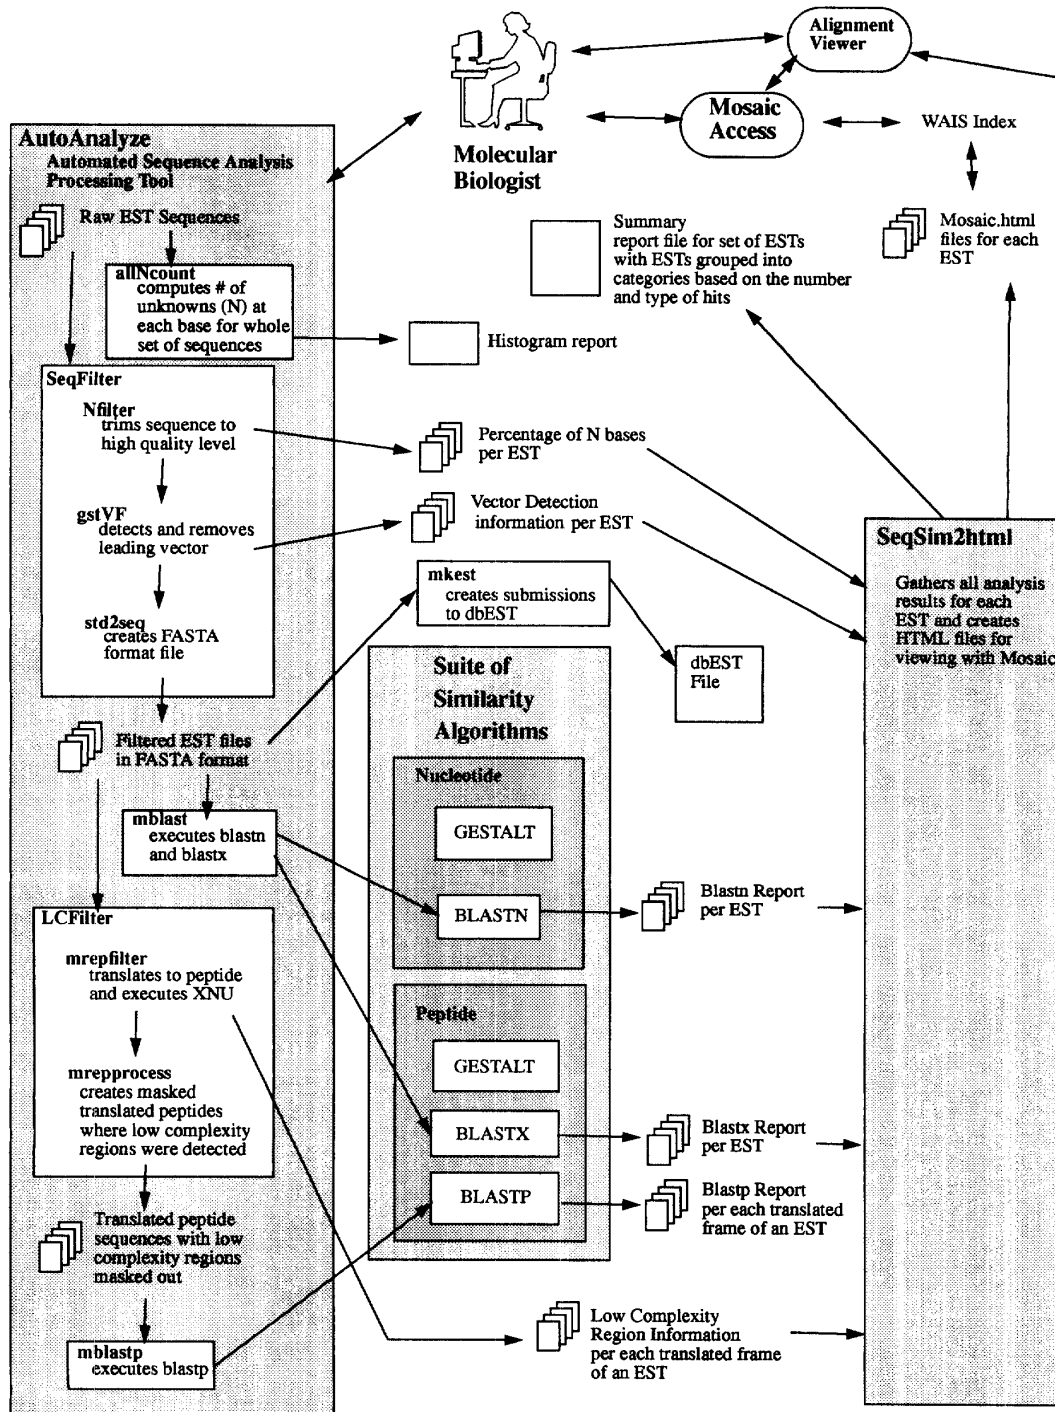 Alignment
Viewer
Mosaic
Access
WAIS Index
Molecular
Biologist
AutoAnalyze
Automated Sequence Analysis
Processing Tool
Raw EST Sequences
allNcount
computes # of
unknowns (N) at
each base for whole
set of sequences
Summary
report file for set of ESTs
with ESTs grouped into
categories based on the number
and type of hits
Mosaic.html
files for each
EST
Histogram report
SeqFilter
Nfilter
trims sequence to
high quality level
gstVF
detects and removes
leading vector
std2seq
creates FASTA
format file
Percentage of N bases
per EST
Vector Detection
information per EST
mkest
creates submissions
to dbEST
dbEST
File
SeqSim2html
Gathers all analysis
results for each
EST and creates
HTML files for
viewing with Mosaic
Filtered EST files
in FASTA format
mblast
executes blastn
and blastx
Suite of
Similarity
Algorithms
Nucleotide
GESTALT
BLASTN
Blastn Report
per EST
LCFilter
mrepfilter
translates to peptide
and executes XNU
mrepprocess
creates masked
translated peptides
where low complexity
regions were detected
Peptide
GESTALT
BLASTX
BLASTP
Blastx Report
per EST
Blastp Report
per each translated
frame of an EST
Translated peptide
sequences with low
complexity regions
masked out
mblastp
executes blastp
Low Complexity
Region Information
per each translated frame
of an EST